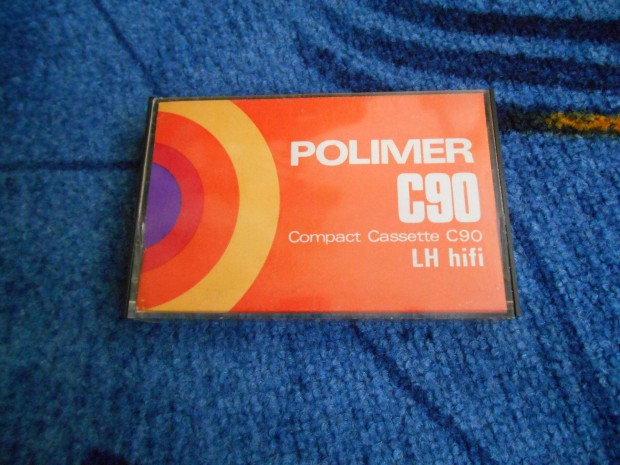 POLIMER
C90
Compact Cassette C90
LH hifi